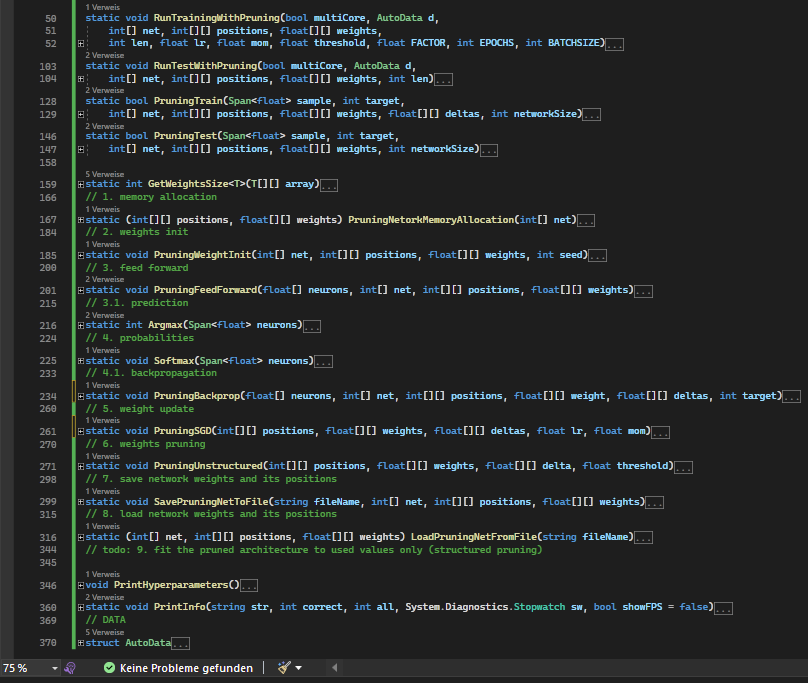 1 Verweis
50 static void RunTrainingWithPruning(bool multiCore, AutoData d,
51 int[] net, int[][] positions, float[][] weights,
52 int len, float lr, float mom, float threshold, float FACTOR, int EPOCHS, int BATCHSIZE)...
2 Verweise
103 static void RunTestWithPruning(bool multiCore, AutoData d,
104 int[] net, int[][] positions, float[][] weights, int len)...
2 Verweise
128 static bool PruningTrain(Span<float> sample, int target,
129 int[] net, int[][] positions, float[][] weights, float[][] deltas, int networkSize)...
2 Verweise
146 static bool PruningTest(Span<float> sample, int target,
147 int[] net, int[][] positions, float[][] weights, int networkSize)...
158
5 Verweise
159 static int GetWeightsSize<T>(T[][] array)...
166 // 1. memory allocation
1 Verweis
167 static (int[][] positions, float[][] weights) PruningNetorkMemoryAllocation(int[] net)...
184 // 2. weights init
1 Verweis
185 static void PruningWeightInit(int[] net, int[][] positions, float[][] weights, int seed)...
200 // 3. feed forward
2 Verweise
201 static void PruningFeedForward(float[] neurons, int[] net, int[][] positions, float[][] weights)...
215 // 3.1. prediction
2 Verweise
216 static int Argmax(Span<float> neurons)...
224 // 4. probabilities
1 Verweis
225 static void Softmax(Span<float> neurons)...
233 // 4.1. backpropagation
1 Verweis
234 static void PruningBackprop(float[] neurons, int[] net, int[][] positions, float[][] weight, float[][] deltas, int target)...
260 // 5. weight update
1 Verweis
261 static void PruningSGD(int[][] positions, float[][] weights, float[][] deltas, float lr, float mom)...
270 // 6. weights pruning
1 Verweis
271 static void PruningUnstructured(int[][] positions, float[][] weights, float[][] delta, float threshold)...
298 // 7. save network weights and its positions
1 Verweis
299 static void SavePruningNetToFile(string fileName, int[] net, int[][] positions, float[][] weights)...
315 // 8. load network weights and its positions
1 Verweis
316 static (int[] net, int[][] positions, float[][] weights) LoadPruningNetFromFile(string fileName)...
344 // todo: 9. fit the pruned architecture to used values only (structured pruning)
345
1 Verweis
346 void PrintHyperparameters()...
2 Verweise
360 static void PrintInfo(string str, int correct, int all, System.Diagnostics.Stopwatch sw, bool showFPS = false)...
369 // DATA
5 Verweise
370 struct AutoData...
75 % Keine Probleme gefunden